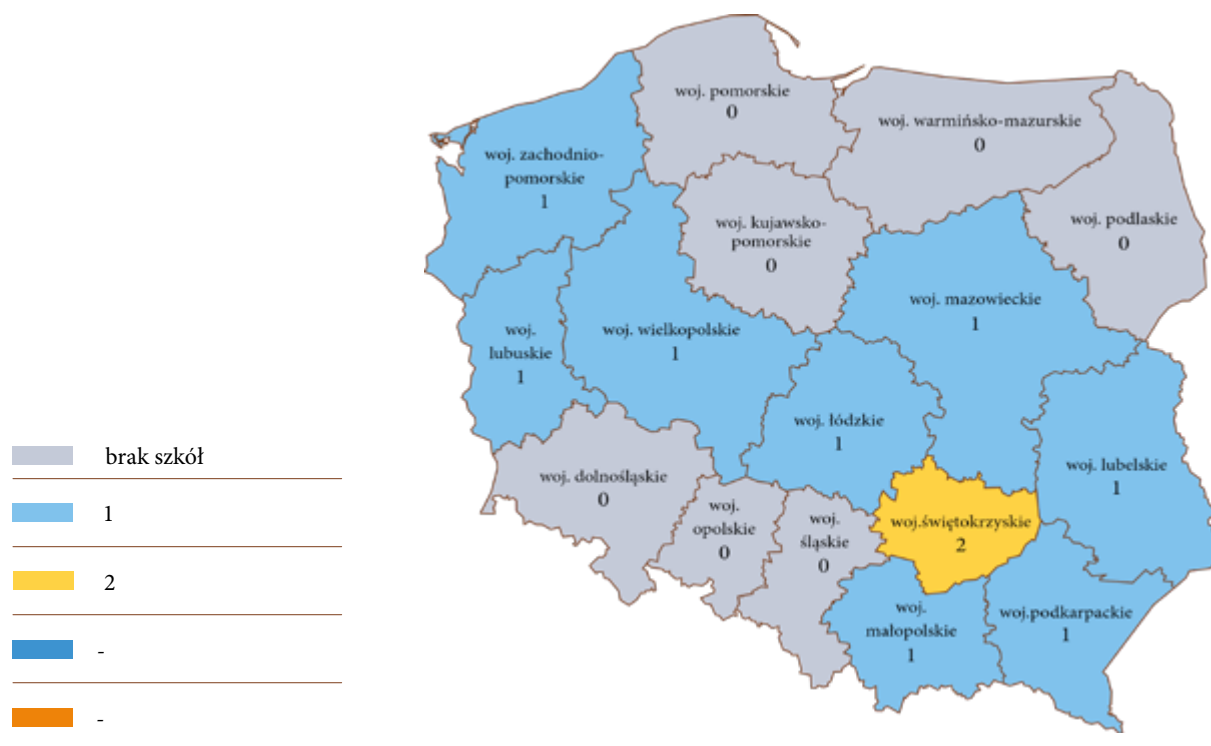 woj. pomorskie
0
woj. warmińsko-mazurskie
0
woj. zachodnio-
pomorskie
1
woj. kujawsko-
pomorskie
0
woj. podlaskie
0
woj. mazowieckie
1
woj.
lubuskie
1
woj. wielkopolskie
1
woj. łódzkie
1
woj. lubelskie
1
woj. dolnośląskie
0
woj.
opolskie
0
woj.
śląskie
0
woj.świętokrzyskie
2
woj.
małopolskie
1
woj.podkarpackie
1
brak szkół
1
2
-
-